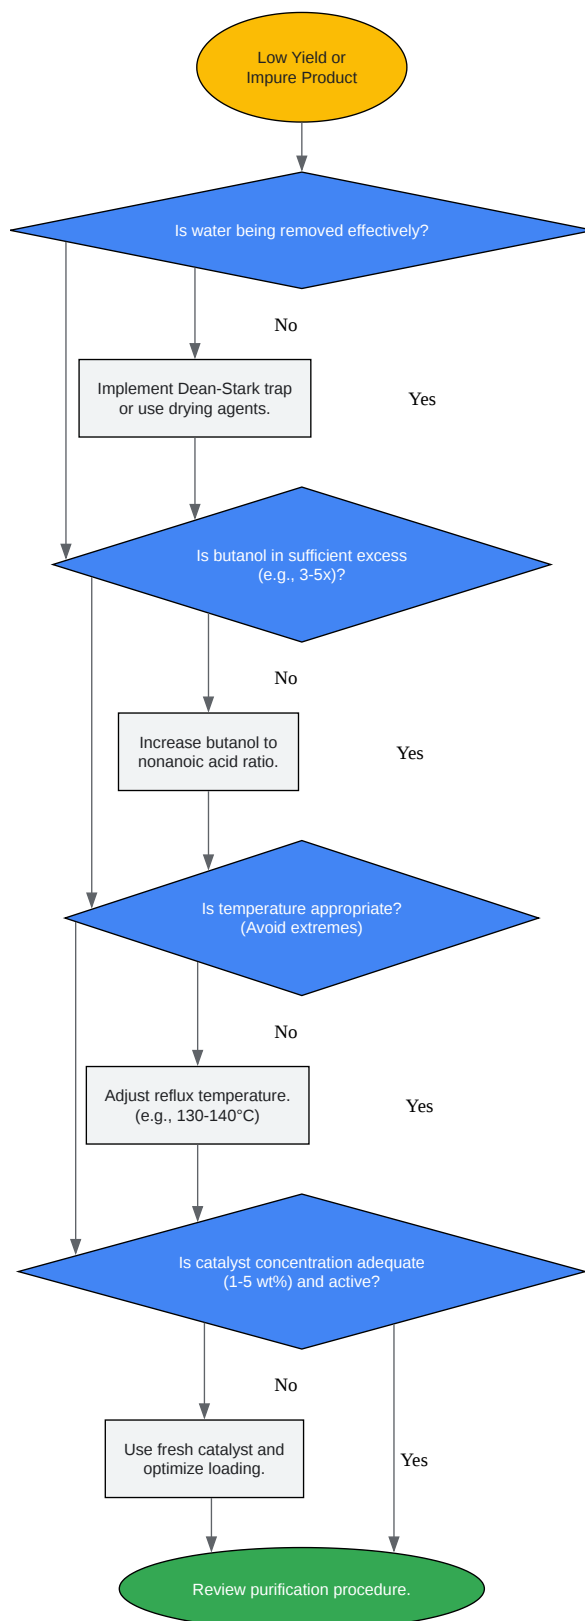 Low Yield or
Impure Product
Is water being removed effectively?
No
Implement Dean-Stark trap
or use drying agents.
Yes
Is butanol in sufficient excess
(e.g., 3-5x)?
No
Increase butanol to
nonanoic acid ratio.
Yes
Is temperature appropriate?
(Avoid extremes)
No
Adjust reflux temperature.
(e.g., 130-140°C)
Yes
Is catalyst concentration adequate
(1-5 wt%) and active?
No
Use fresh catalyst and
optimize loading.
Yes
Review purification procedure.